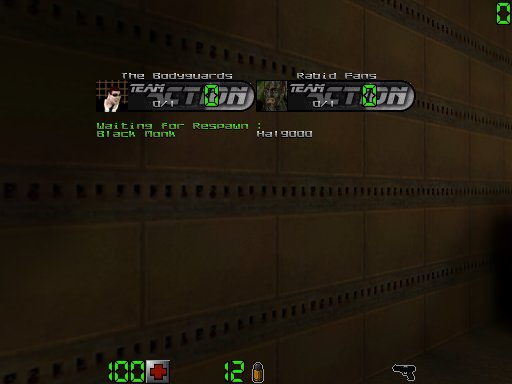 0
The Bodyguards Rabid Fans
TEAM ACTION 0/1 0 TEAM ACTION 0/1 0
Waiting for Respawn :
Black Monk Hal9000
100 12